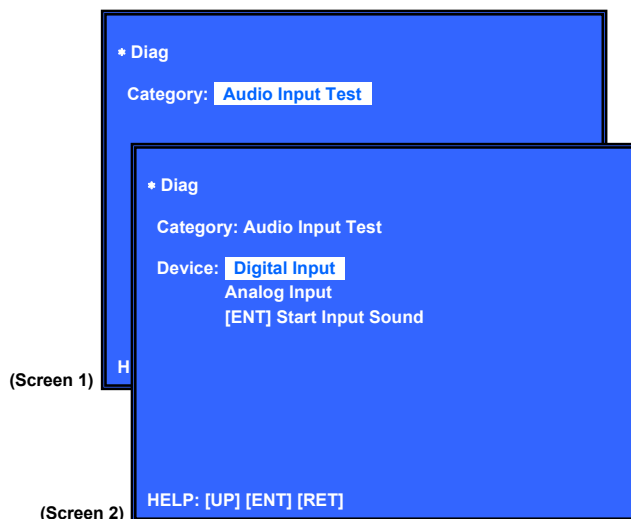 * Diag
Category: Audio Input Test
H
(Screen 1)
* Diag
Category: Audio Input Test
Device: Digital Input
Analog Input
[ENT] Start Input Sound
HELP: [UP] [ENT] [RET]
(Screen 2)